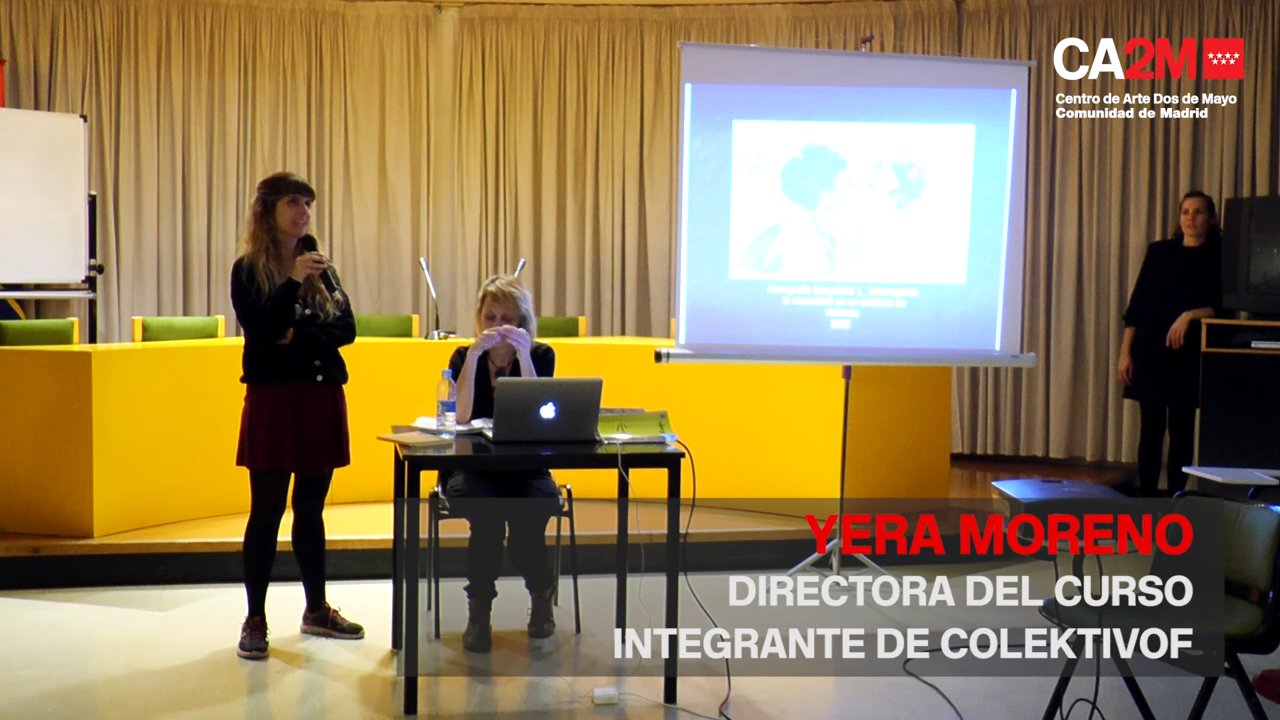 CA2M
Centro de Arte Dos de Mayo
Comunidad de Madrid
YERA MORENO
DIRECTORA DEL CURSO
INTEGRANTE DE COLEKTIVOF